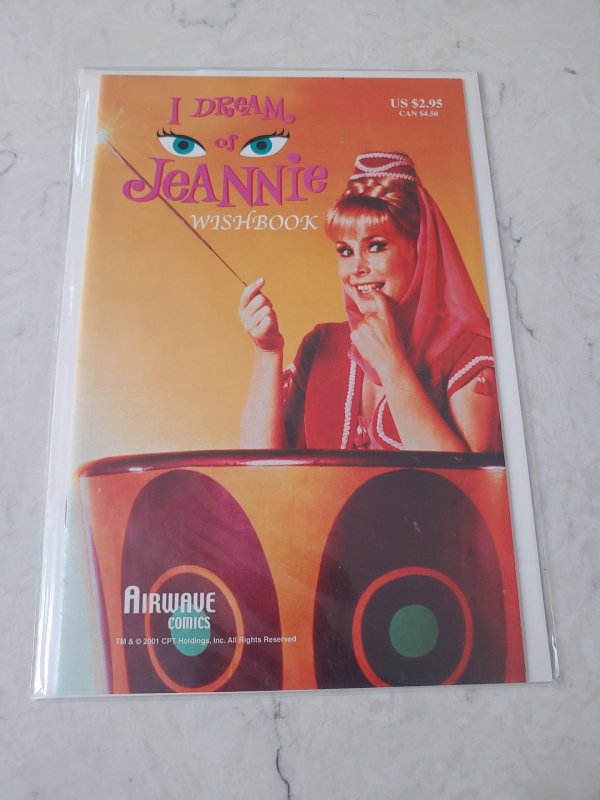 I DREAM
OF
JEANNIE
WISHBOOK
US $2.95
CAN $4.50
AIRWAVE
COMICS
TM & © 2001 CPT Holdings, Inc. All Rights Reserved